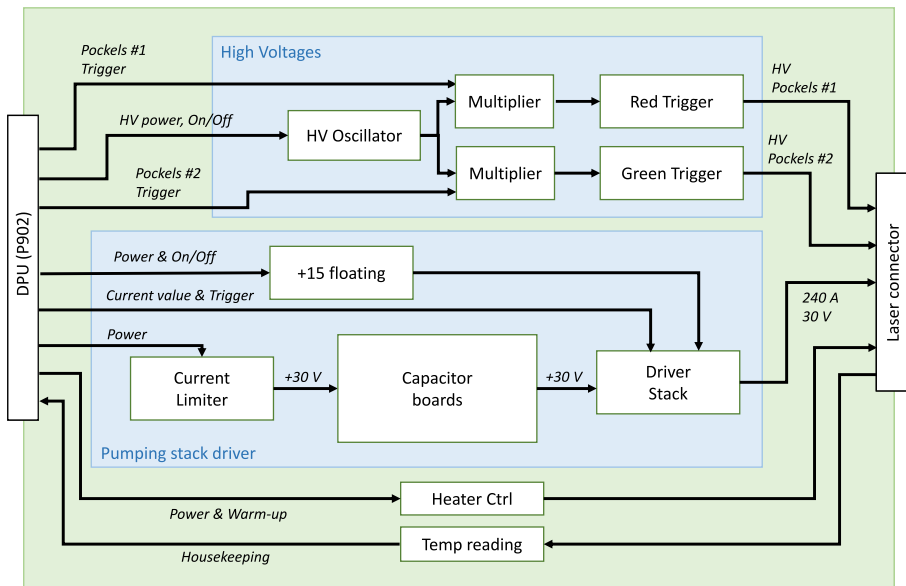 Pockels #1
Trigger
High Voltages
HV
Pockels #1
Multiplier
Red Trigger
HV power, On/Off
HV Oscillator
HV
Pockels #2
Pockels #2
Trigger
Multiplier
Green Trigger
DPU (P902)
Laser connector
Power & On/Off
+15 floating
Current value & Trigger
240 A
30 V
Power
Current
Limiter
+30 V
Capacitor
boards
+30 V
Driver
Stack
Pumping stack driver
Heater Ctrl
Power & Warm-up
Temp reading
Housekeeping